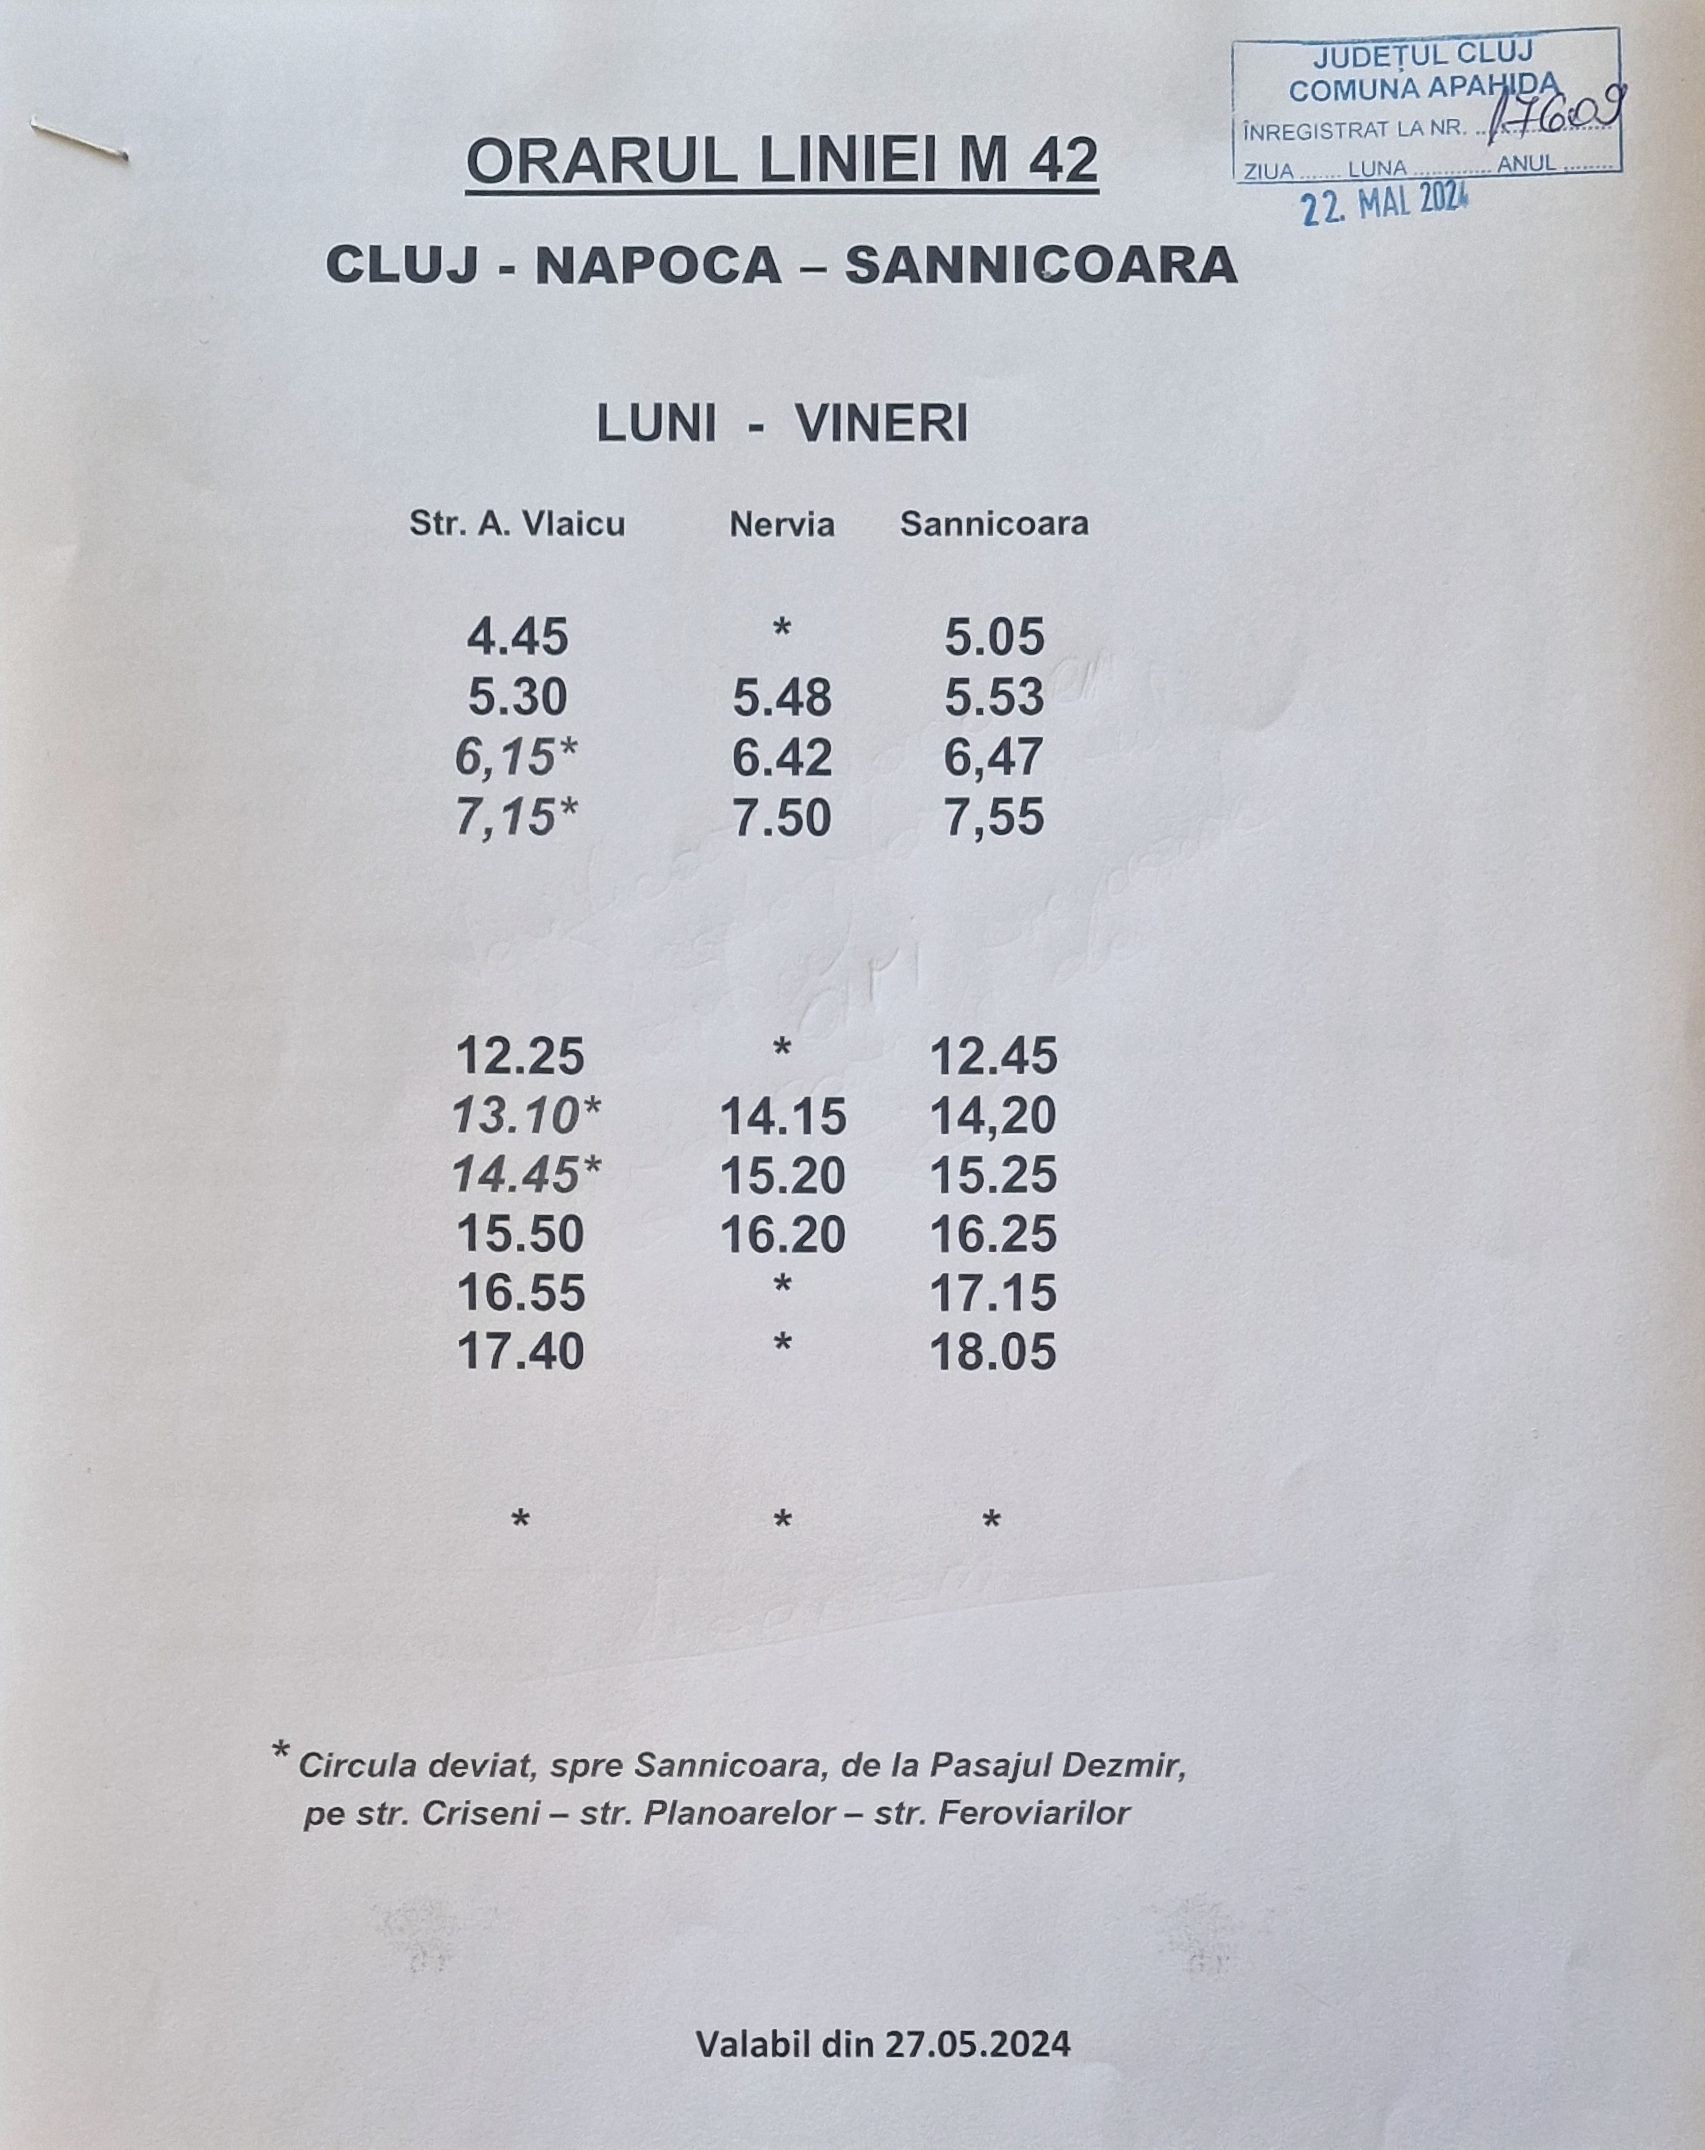 JUDEȚUL CLUJ
COMUNA APAHIDA
ÎNREGISTRAT LA NR. ...17609
ZIUA ....... LUNA ............. ANUL ........
22. MAI. 2024
ORARUL LINIEI M 42
CLUJ - NAPOCA – SANNICOARA
LUNI - VINERI
Str. A. Vlaicu Nervia Sannicoara
4.45 * 5.05
5.30 5.48 5.53
6,15* 6.42 6,47
7,15* 7.50 7,55
12.25 * 12.45
13.10* 14.15 14,20
14.45* 15.20 15.25
15.50 16.20 16.25
16.55 * 17.15
17.40 * 18.05
* * *
* Circula deviat, spre Sannicoara, de la Pasajul Dezmir,
pe str. Criseni – str. Planoarelor – str. Feroviarilor
Valabil din 27.05.2024